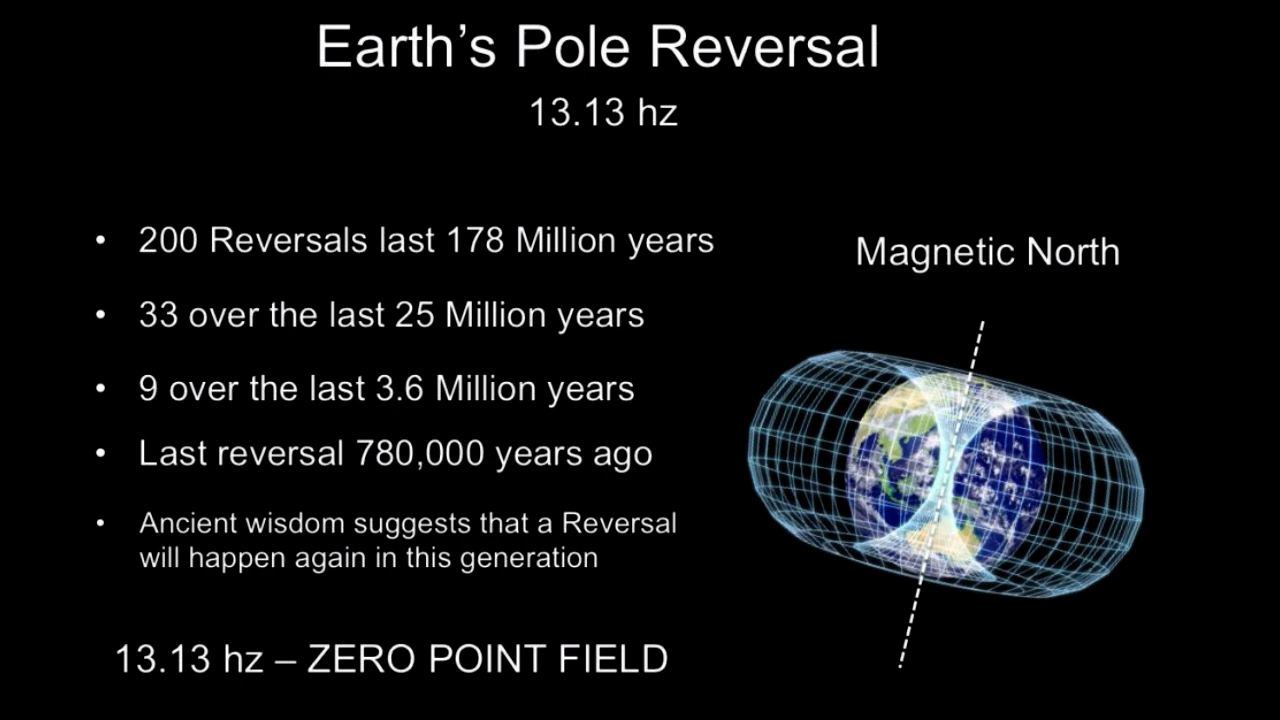 Earth’s Pole Reversal
13.13 hz
• 200 Reversals last 178 Million years
• 33 over the last 25 Million years
• 9 over the last 3.6 Million years
• Last reversal 780,000 years ago
• Ancient wisdom suggests that a Reversal
will happen again in this generation
13.13 hz – ZERO POINT FIELD
Magnetic North